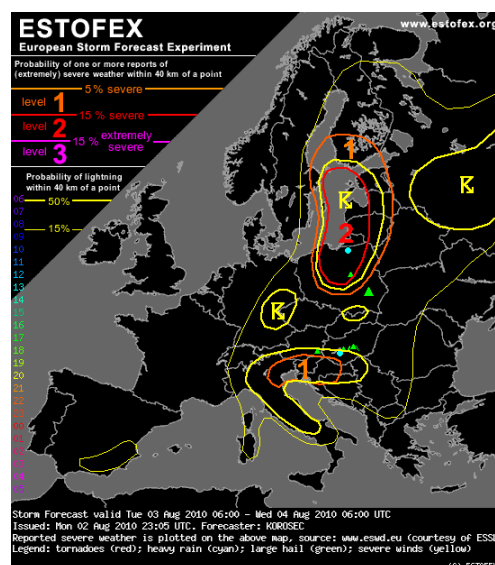 ESTOFEX
www.estofex.org
European Storm Forecast Experiment
Probability of one or more reports of
(extremely) severe weather within 40 km of a point
5% severe
level 1
15 % severe
level 2
15 % extremely
severe
level 3
Probability of lightning
within 40 km of a point
50%
15%
06
07
08
09
10
11
12
13
14
15
16
17
18
19
20
21
22
23
00
01
02
03
04
05
1
2
1
Storm Forecast valid Tue 03 Aug 2010 06:00 - Wed 04 Aug 2010 06:00 UTC
Issued: Mon 02 Aug 2010 23:05 UTC. Forecaster: KOROSEC
Reported severe weather is plotted on the above map, source: www.eswd.eu (courtesy of ESSL
Legend: tornadoes (red); heavy rain (cyan); large hail (green); severe winds (yellow)
(C) ESTOFEX